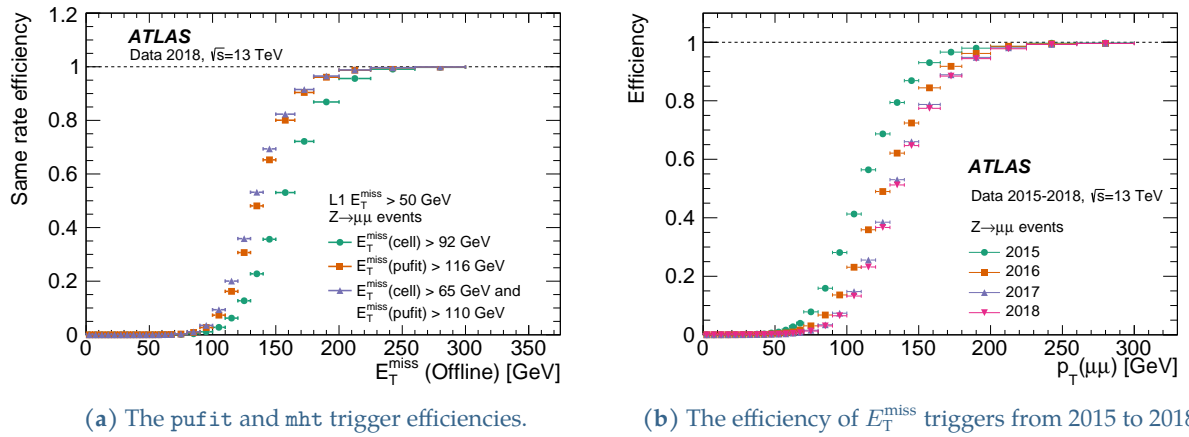 1.2
1
0.8
0.6
0.4
0.2
0
Same rate efficiency
ATLAS
Data 2018, √s=13 TeV
L1 E_T^miss > 50 GeV
Z→μμ events
E_T^miss(cell) > 92 GeV
E_T^miss(pufit) > 116 GeV
E_T^miss(cell) > 65 GeV and
E_T^miss(pufit) > 110 GeV
0 50 100 150 200 250 300 350
E_T^miss (Offline) [GeV]
(a) The pufit and mht trigger efficiencies.
1
0.8
0.6
0.4
0.2
0
Efficiency
ATLAS
Data 2015-2018, √s=13 TeV
Z→μμ events
2015
2016
2017
2018
0 50 100 150 200 250 300
p_T(μμ) [GeV]
(b) The efficiency of E_T^miss triggers from 2015 to 2018